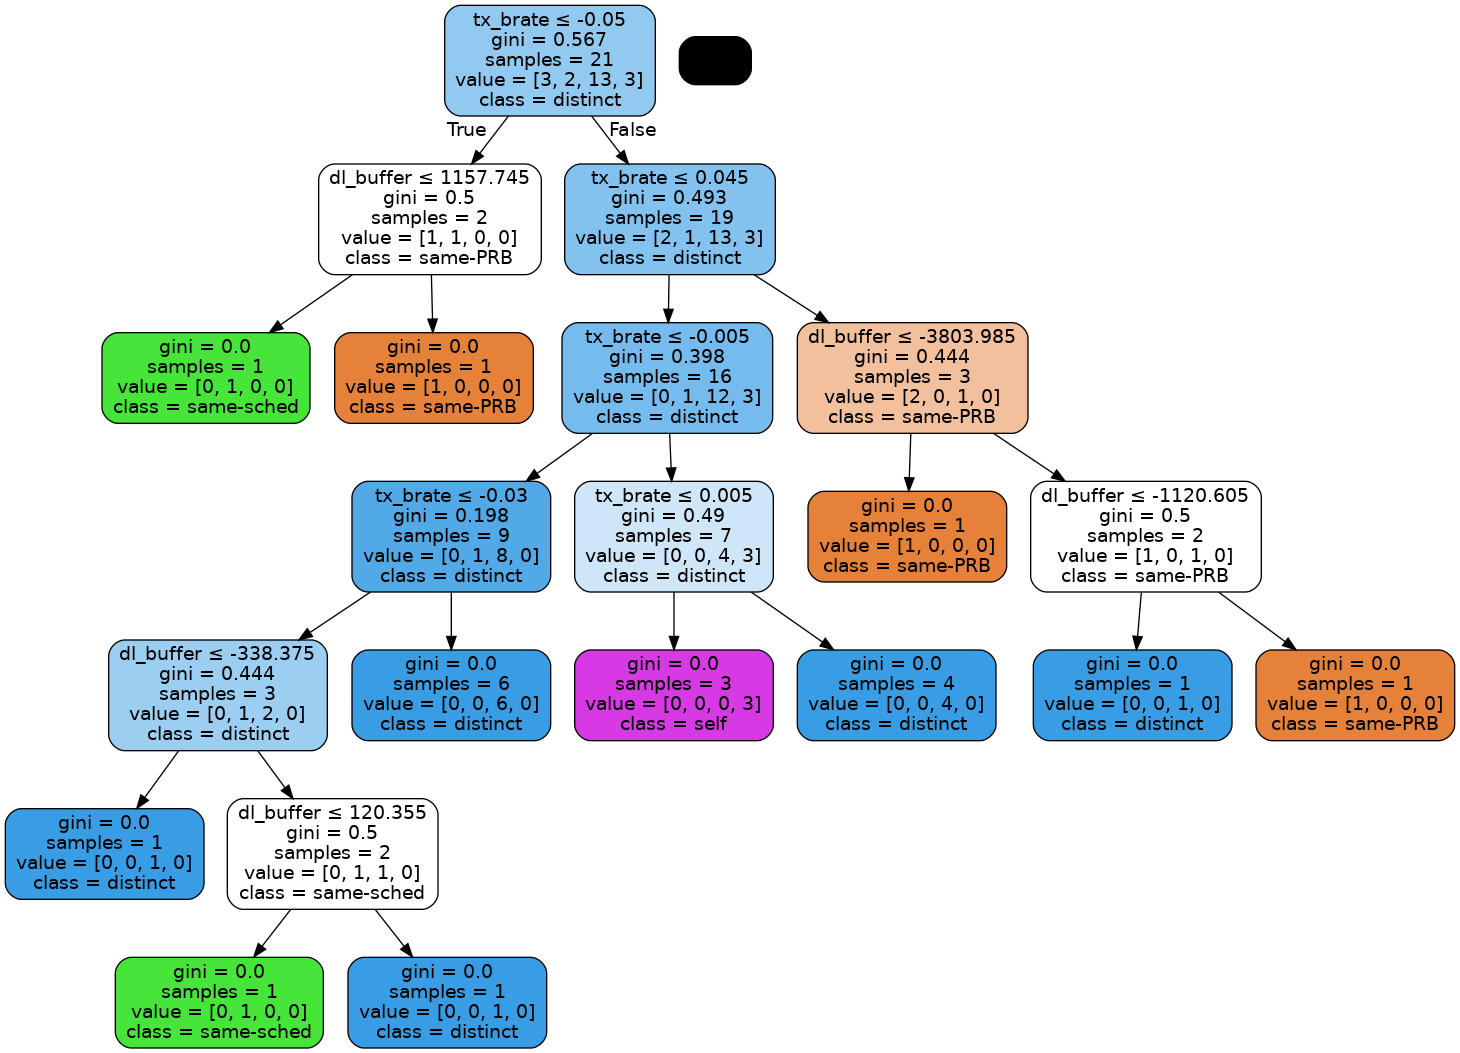 tx_brate ≤ -0.05
gini = 0.567
samples = 21
value = [3, 2, 13, 3]
class = distinct
True
False
dl_buffer ≤ 1157.745
gini = 0.5
samples = 2
value = [1, 1, 0, 0]
class = same-PRB
tx_brate ≤ 0.045
gini = 0.493
samples = 19
value = [2, 1, 13, 3]
class = distinct
gini = 0.0
samples = 1
value = [0, 1, 0, 0]
class = same-sched
gini = 0.0
samples = 1
value = [1, 0, 0, 0]
class = same-PRB
tx_brate ≤ -0.005
gini = 0.398
samples = 16
value = [0, 1, 12, 3]
class = distinct
dl_buffer ≤ -3803.985
gini = 0.444
samples = 3
value = [2, 0, 1, 0]
class = same-PRB
tx_brate ≤ -0.03
gini = 0.198
samples = 9
value = [0, 1, 8, 0]
class = distinct
tx_brate ≤ 0.005
gini = 0.49
samples = 7
value = [0, 0, 4, 3]
class = distinct
gini = 0.0
samples = 1
value = [1, 0, 0, 0]
class = same-PRB
dl_buffer ≤ -1120.605
gini = 0.5
samples = 2
value = [1, 0, 1, 0]
class = same-PRB
dl_buffer ≤ -338.375
gini = 0.444
samples = 3
value = [0, 1, 2, 0]
class = distinct
gini = 0.0
samples = 6
value = [0, 0, 6, 0]
class = distinct
gini = 0.0
samples = 3
value = [0, 0, 0, 3]
class = self
gini = 0.0
samples = 4
value = [0, 0, 4, 0]
class = distinct
gini = 0.0
samples = 1
value = [0, 0, 1, 0]
class = distinct
gini = 0.0
samples = 1
value = [1, 0, 0, 0]
class = same-PRB
gini = 0.0
samples = 1
value = [0, 0, 1, 0]
class = distinct
dl_buffer ≤ 120.355
gini = 0.5
samples = 2
value = [0, 1, 1, 0]
class = same-sched
gini = 0.0
samples = 1
value = [0, 1, 0, 0]
class = same-sched
gini = 0.0
samples = 1
value = [0, 0, 1, 0]
class = distinct